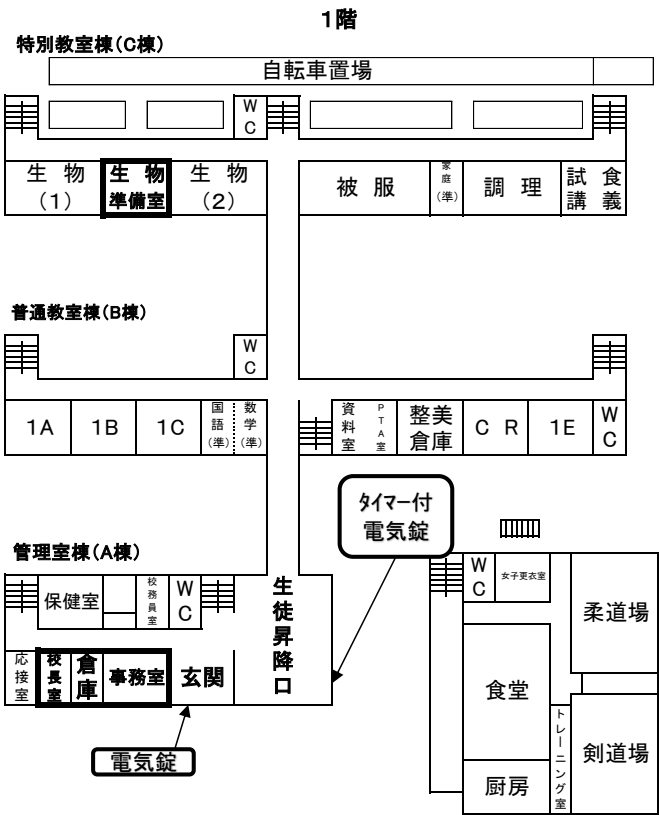 1階
特別教室棟（C棟）
自転車置場
WC
生物（1）
生物準備室
生物（2）
被服
家庭（準）
調理
試食
講義
普通教室棟（B棟）
WC
1A
1B
1C
国語（準）
数学（準）
資料室
PTA室
整美倉庫
CR
1E
WC
タイマー付
電気錠
管理室棟（A棟）
保健室
校務員室
WC
生徒昇降口
応接室
校長室
倉庫
事務室
玄関
電気錠
WC
女子更衣室
柔道場
食堂
トレーニング室
剣道場
厨房